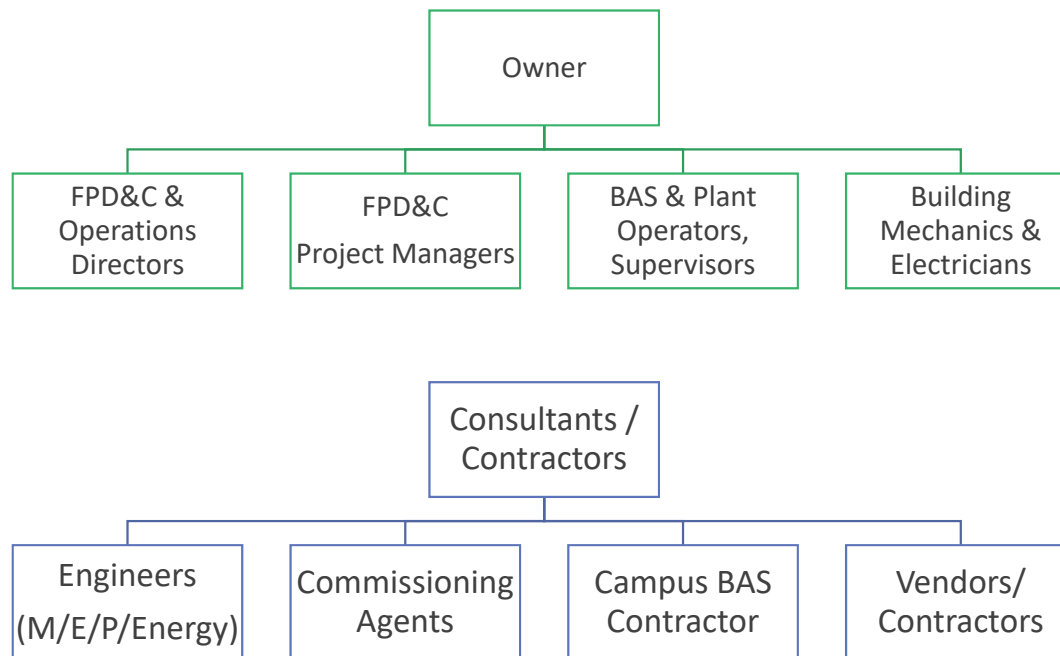 Owner
FPD&C &
Operations
Directors
FPD&C
Project Managers
BAS & Plant
Operators,
Supervisors
Building
Mechanics &
Electricians
Consultants /
Contractors
Engineers
(M/E/P/Energy)
Commissioning
Agents
Campus BAS
Contractor
Vendors/
Contractors